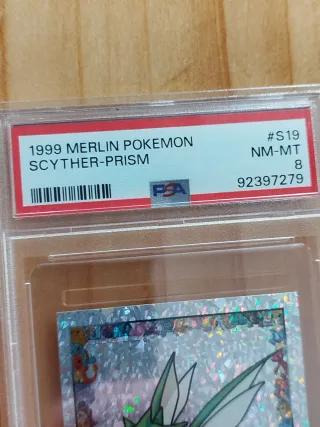 1999 MERLIN POKEMON #S19
SCYTHER-PRISM NM-MT
8
PSA 92397279